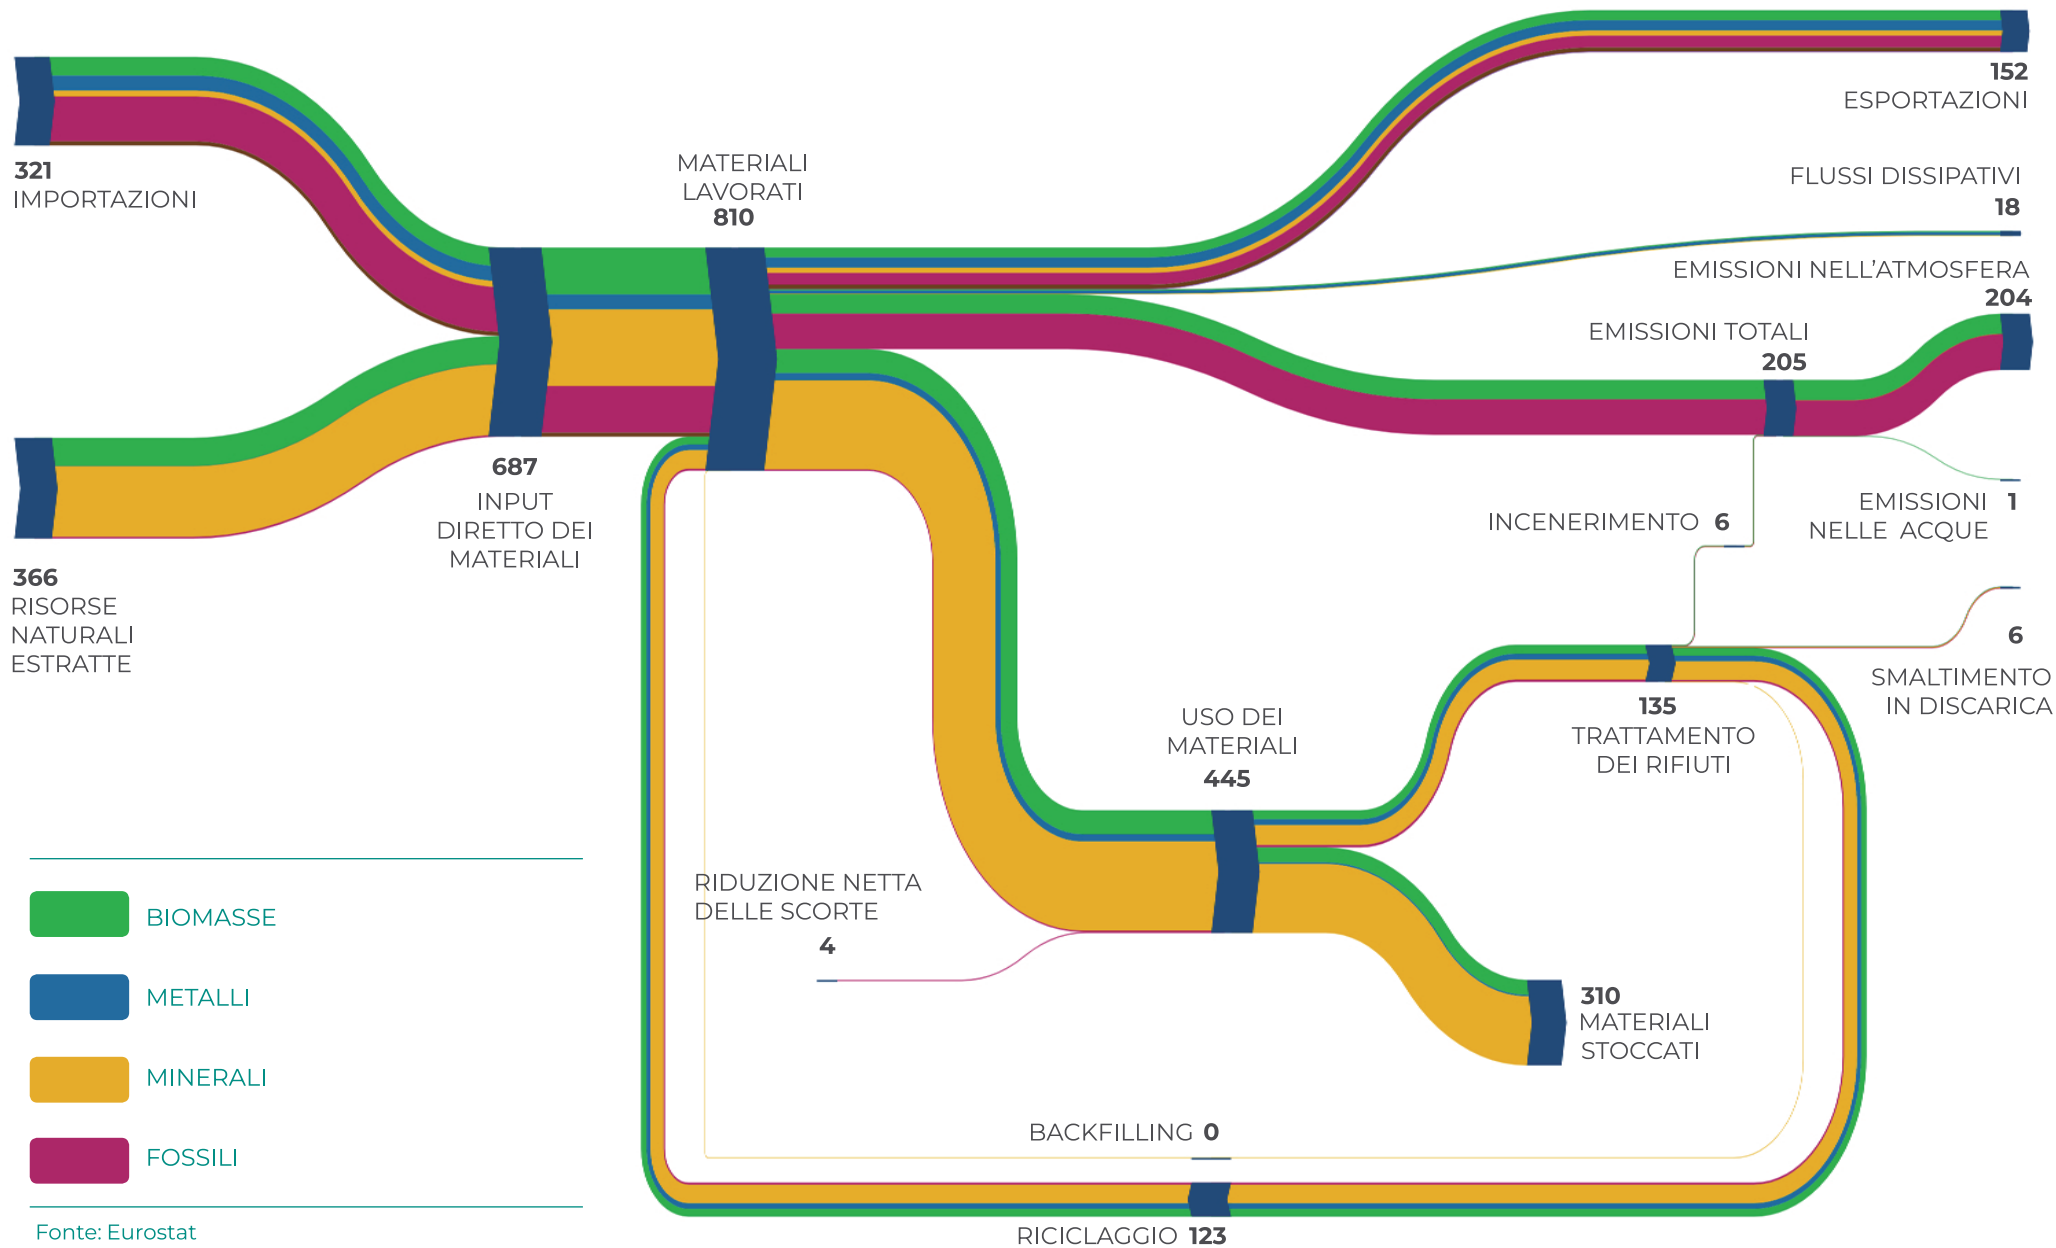 321
IMPORTAZIONI
366
RISORSE
NATURALI
ESTRATTE
687
INPUT
DIRETTO DEI
MATERIALI
MATERIALI
LAVORATI
810
152
ESPORTAZIONI
FLUSSI DISSIPATIVI
18
EMISSIONI NELL'ATMOSFERA
204
EMISSIONI TOTALI
205
INCENERIMENTO 6
EMISSIONI 1
NELLE ACQUE
6
SMALTIMENTO
IN DISCARICA
135
TRATTAMENTO
DEI RIFIUTI
USO DEI
MATERIALI
445
RIDUZIONE NETTA
DELLE SCORTE
4
310
MATERIALI
STOCCATI
BACKFILLING 0
RICICLAGGIO 123
BIOMASSE
METALLI
MINERALI
FOSSILI
Fonte: Eurostat